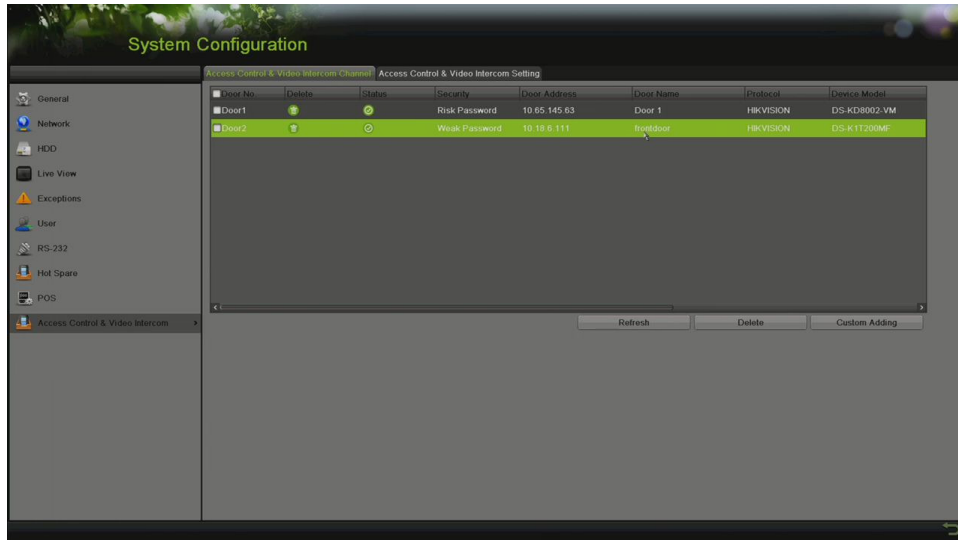 System Configuration
Access Control & Video Intercom Channel Access Control & Video Intercom Setting
General
Network
HDD
Live View
Exceptions
User
RS-232
Hot Spare
POS
Access Control & Video Intercom >
Door No. Delete Status Security Door Address Door Name Protocol Device Model
Door1 Risk Password 10.65.145.63 Door 1 HIKVISION DS-KD8002-VM
Door2 Weak Password 10.18.6.111 frontdoor HIKVISION DS-K1T200MF
Refresh Delete Custom Adding